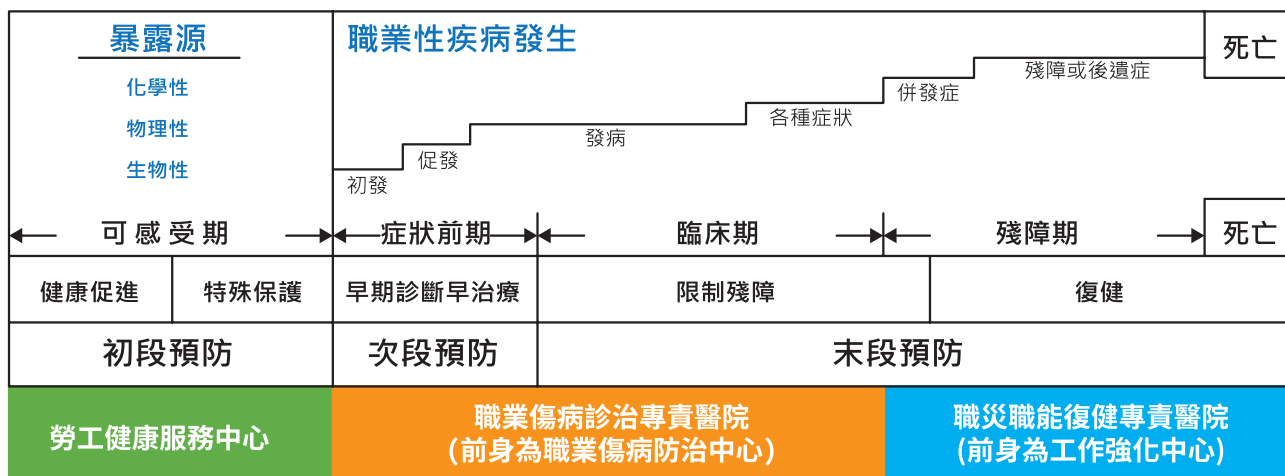 暴露源
化學性
物理性
生物性
職業性疾病發生
初發
促發
發病
各種症狀
併發症
殘障或後遺症
死亡
可感受期
症狀前期
臨床期
殘障期
死亡
健康促進
特殊保護
早期診斷早治療
限制殘障
復健
初段預防
次段預防
末段預防
勞工健康服務中心
職業傷病診治專責醫院
(前身為職業傷病防治中心)
職災職能復健專責醫院
(前身為工作強化中心)